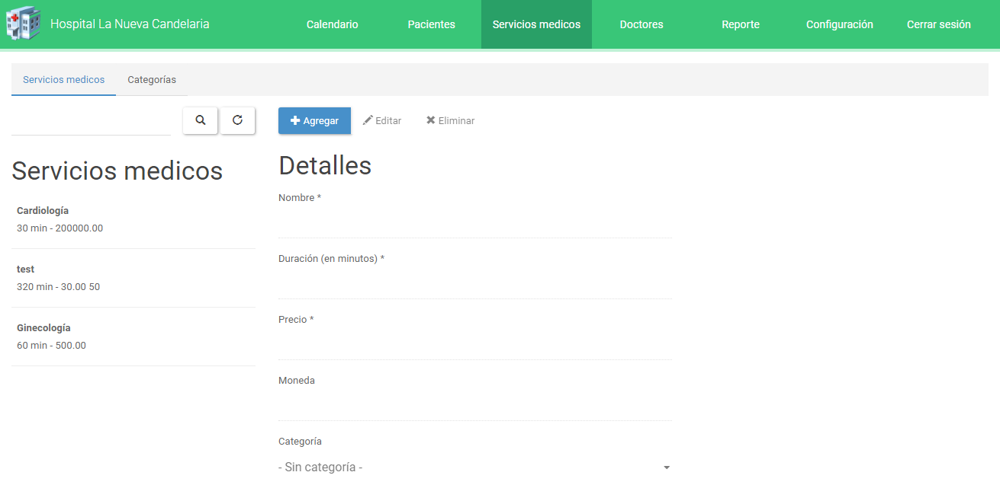 Hospital La Nueva Candelaria
Calendario
Pacientes
Servicios medicos
Doctores
Reporte
Configuración
Cerrar sesión
Servicios medicos
Categorías
Agregar
Editar
Eliminar
Servicios medicos
Cardiología
30 min - 200000.00
test
320 min - 30.00 50
Ginecología
60 min - 500.00
Detalles
Nombre *
Duración (en minutos) *
Precio *
Moneda
Categoría
- Sin categoría -